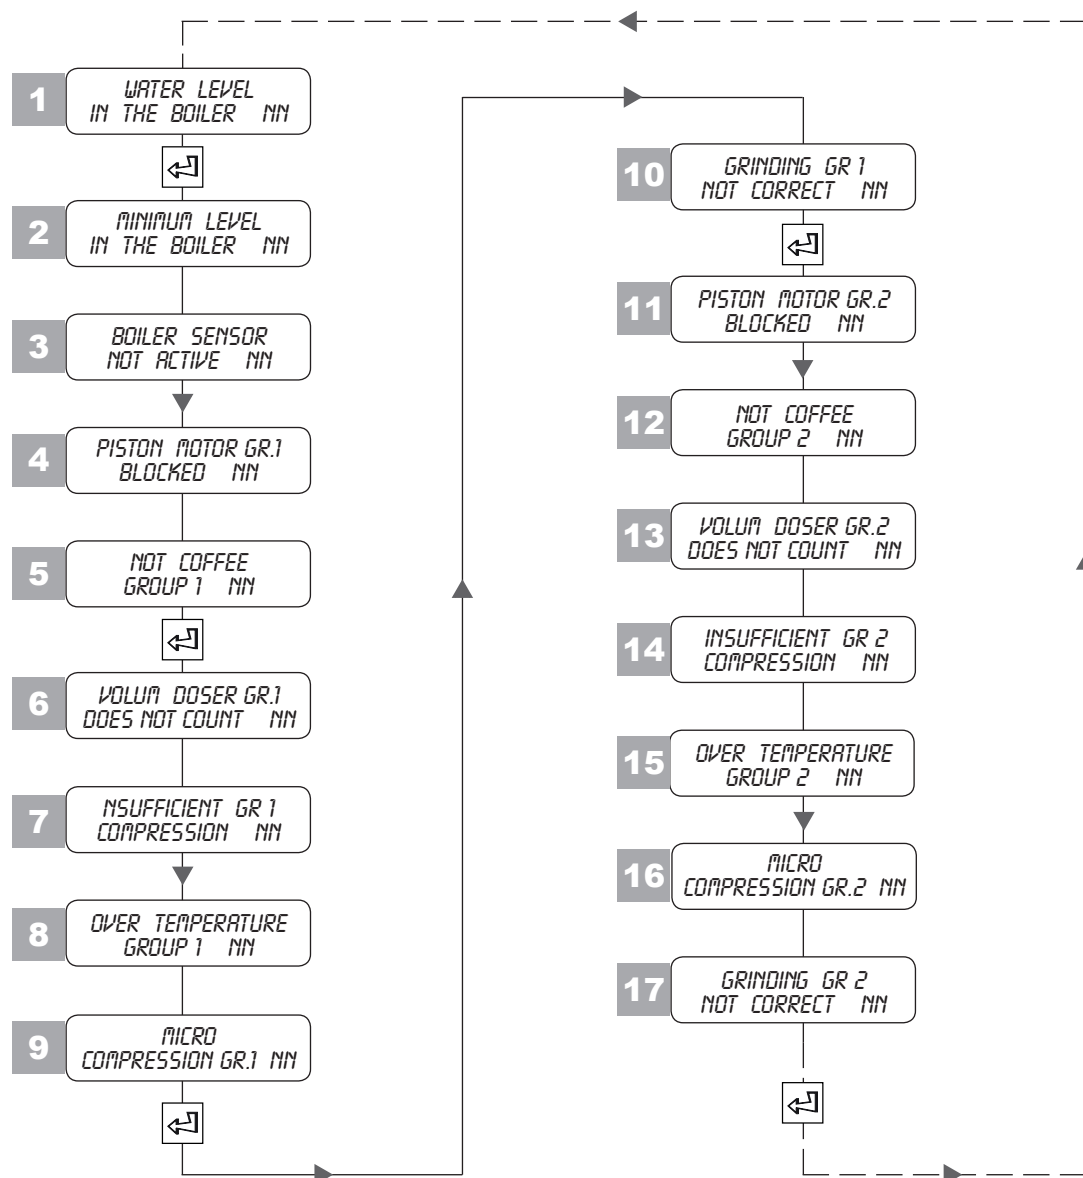 1
WATER LEVEL
IN THE BOILER NN
2
MINIMUM LEVEL
IN THE BOILER NN
3
BOILER SENSOR
NOT ACTIVE NN
4
PISTON MOTOR GR.1
BLOCKED NN
5
NOT COFFEE
GROUP 1 NN
6
VOLUM DOSER GR.1
DOES NOT COUNT NN
7
NSUFFICIENT GR 1
COMPRESSION NN
8
OVER TEMPERATURE
GROUP 1 NN
9
MICRO
COMPRESSION GR.1 NN
10
GRINDING GR 1
NOT CORRECT NN
11
PISTON MOTOR GR.2
BLOCKED NN
12
NOT COFFEE
GROUP 2 NN
13
VOLUM DOSER GR.2
DOES NOT COUNT NN
14
INSUFFICIENT GR 2
COMPRESSION NN
15
OVER TEMPERATURE
GROUP 2 NN
16
MICRO
COMPRESSION GR.2 NN
17
GRINDING GR 2
NOT CORRECT NN